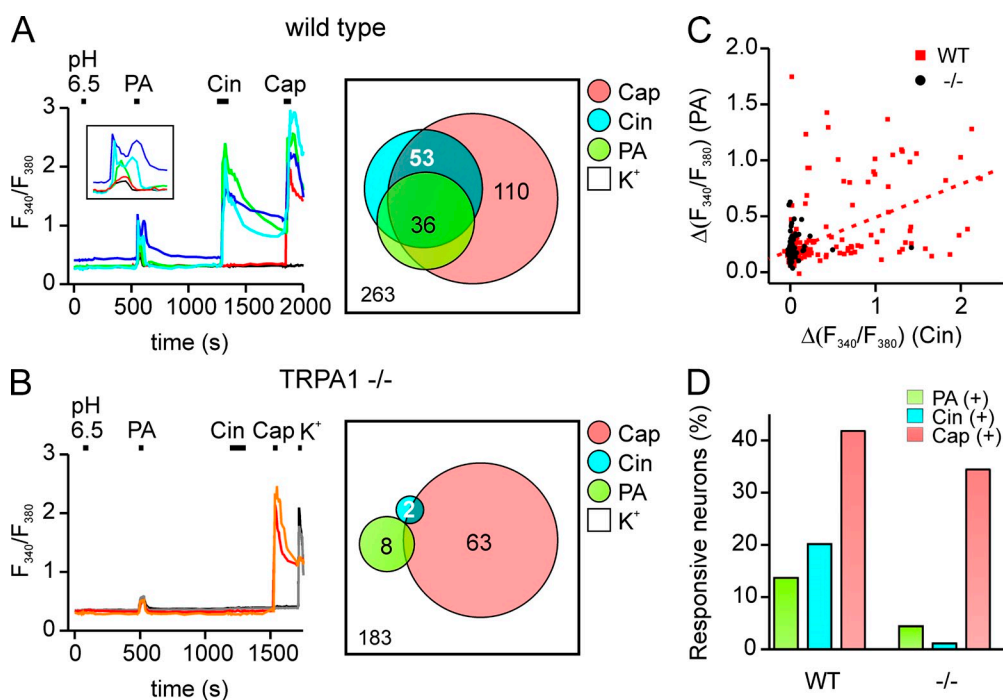 A
wild type
pH
6.5
PA
Cin
Cap
3
2
1
0
F340/F380
0 500 1000 1500 2000
time (s)
Cap
Cin
PA
K+
53
110
36
263
B
TRPA1 -/-
pH
6.5
PA
Cin
Cap
K+
3
2
1
0
F340/F380
0 500 1000 1500
time (s)
Cap
Cin
PA
K+
2
8
63
183
C
2.0
1.5
1.0
0.5
0.0
Δ(F340/F380) (PA)
WT
-/-
0 1 2
Δ(F340/F380) (Cin)
D
PA (+)
Cin (+)
Cap (+)
40
30
20
10
0
Responsive neurons (%)
WT
-/-